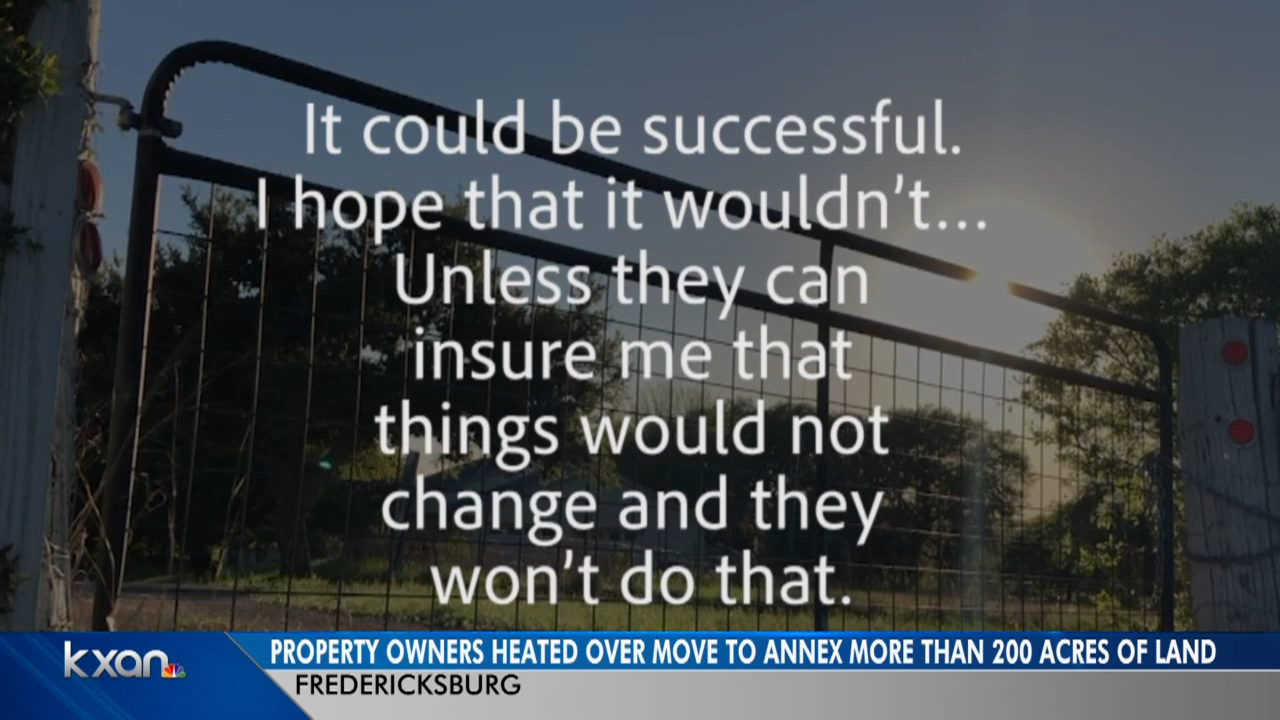 It could be successful.
I hope that it wouldn't...
Unless they can
insure me that
things would not
change and they
won't do that.
kxan
PROPERTY OWNERS HEATED OVER MOVE TO ANNEX MORE THAN 200 ACRES OF LAND
FREDERICKSBURG